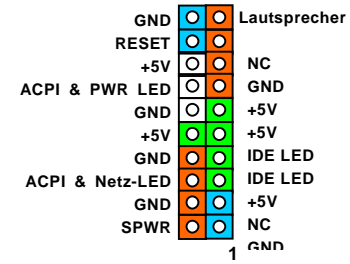 GND Lautsprecher
RESET
+5V NC
ACPI & PWR LED GND
GND +5V
+5V +5V
GND IDE LED
ACPI & Netz-LED IDE LED
GND +5V
SPWR NC
1 GND